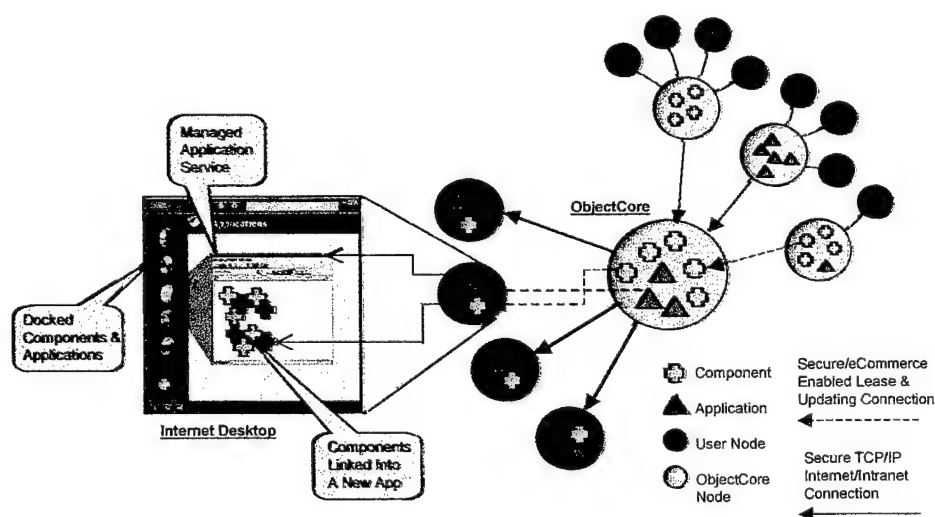 Managed
Application
Service
ObjectCore
Applications
Docked
Components &
Applications
Internet Desktop
Components
Linked Into
A New App
Component
Application
User Node
ObjectCore
Node
Secure/eCommerce
Enabled Lease &
Updating Connection
Secure TCP/IP
Internet/Intranet
Connection